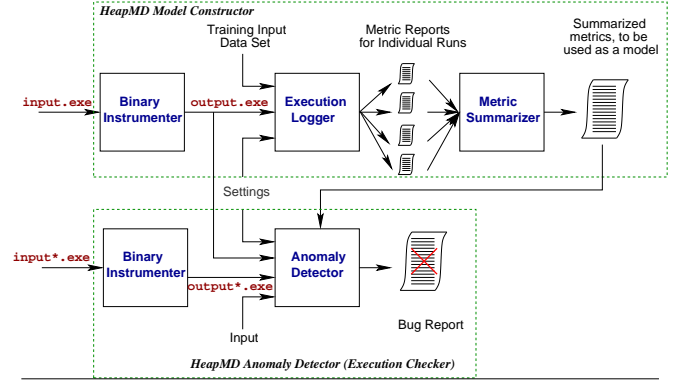 HeapMD Model Constructor
Training Input
Data Set
Metric Reports
for Individual Runs
Summarized
metrics, to be
used as a model
input.exe
Binary
Instrumenter
output.exe
Execution
Logger
Metric
Summarizer
Settings
input*.exe
Binary
Instrumenter
output*.exe
Anomaly
Detector
Input
Bug Report
HeapMD Anomaly Detector (Execution Checker)